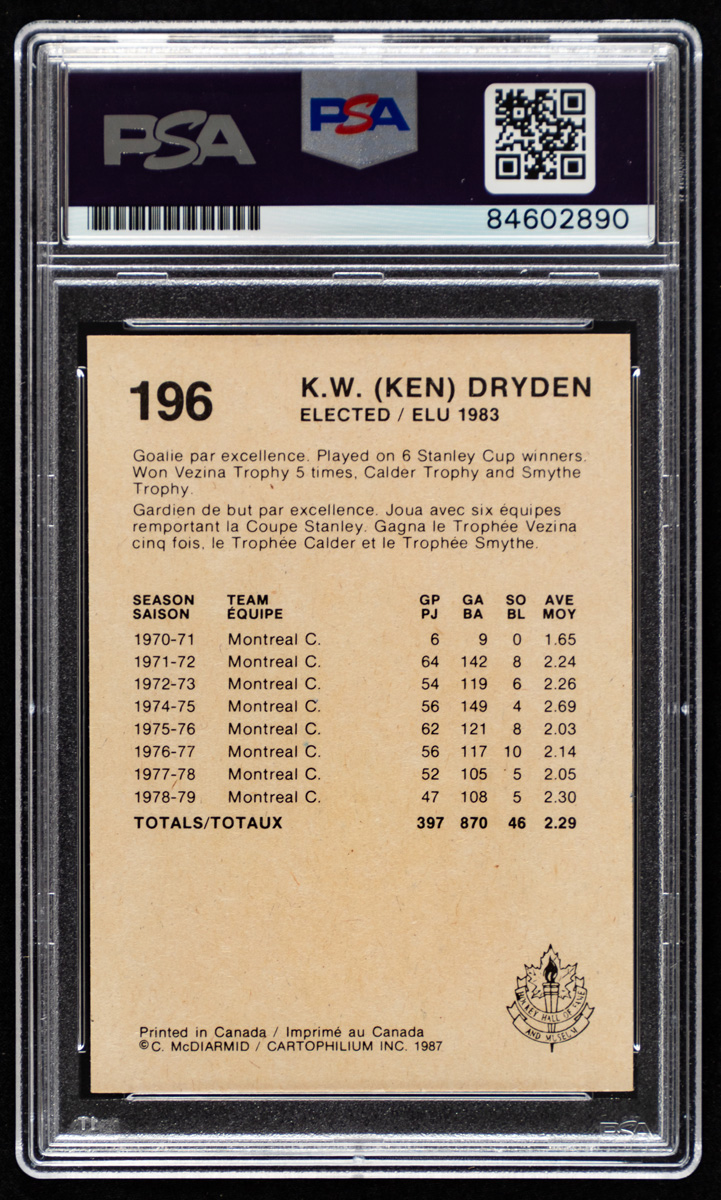 PSA
PSA
84602890
196
K.W. (KEN) DRYDEN
ELECTED / ELU 1983
Goalie par excellence. Played on 6 Stanley Cup winners.
Won Vezina Trophy 5 times, Calder Trophy and Smythe
Trophy.
Gardien de but par excellence. Joua avec six équipes
remportant la Coupe Stanley. Gagna le Trophée Vezina
cinq fois, le Trophée Calder et le Trophée Smythe.
SEASON TEAM GP GA SO AVE
SAISON ÉQUIPE PJ BA BL MOY
1970-71 Montreal C. 6 9 0 1.65
1971-72 Montreal C. 64 142 8 2.24
1972-73 Montreal C. 54 119 6 2.26
1974-75 Montreal C. 56 149 4 2.69
1975-76 Montreal C. 62 121 8 2.03
1976-77 Montreal C. 56 117 10 2.14
1977-78 Montreal C. 52 105 5 2.05
1978-79 Montreal C. 47 108 5 2.30
TOTALS/TOTAUX 397 870 46 2.29
HOCKEY HALL OF FAME
AND MUSEUM
Printed in Canada / Imprimé au Canada
©C. McDIARMID / CARTOPHILIUM INC. 1987
PSA